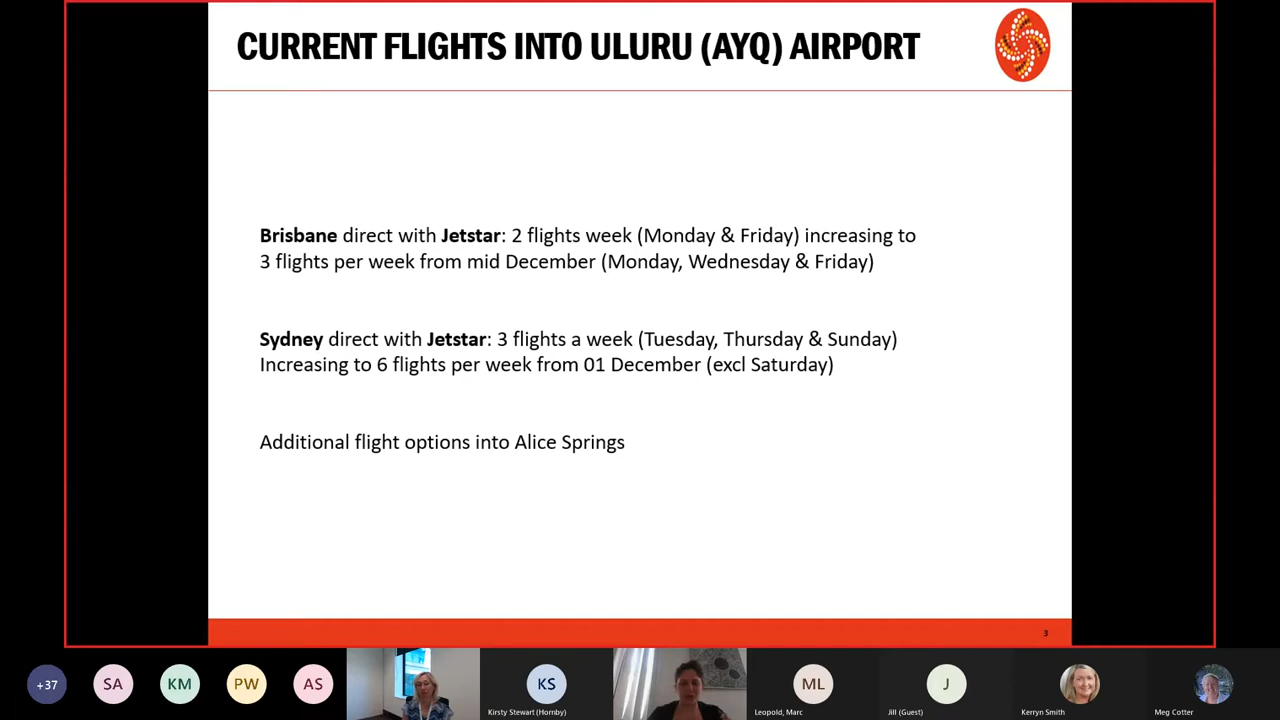 CURRENT FLIGHTS INTO ULURU (AYQ) AIRPORT
Brisbane direct with Jetstar: 2 flights week (Monday & Friday) increasing to
3 flights per week from mid December (Monday, Wednesday & Friday)
Sydney direct with Jetstar: 3 flights a week (Tuesday, Thursday & Sunday)
Increasing to 6 flights per week from 01 December (excl Saturday)
Additional flight options into Alice Springs
3
+37
SA
KM
PW
AS
KS
Kirsty Stewart (Hornby)
ML
Leopold, Marc
J
Jill (Guest)
Kerryn Smith
Meg Cotter